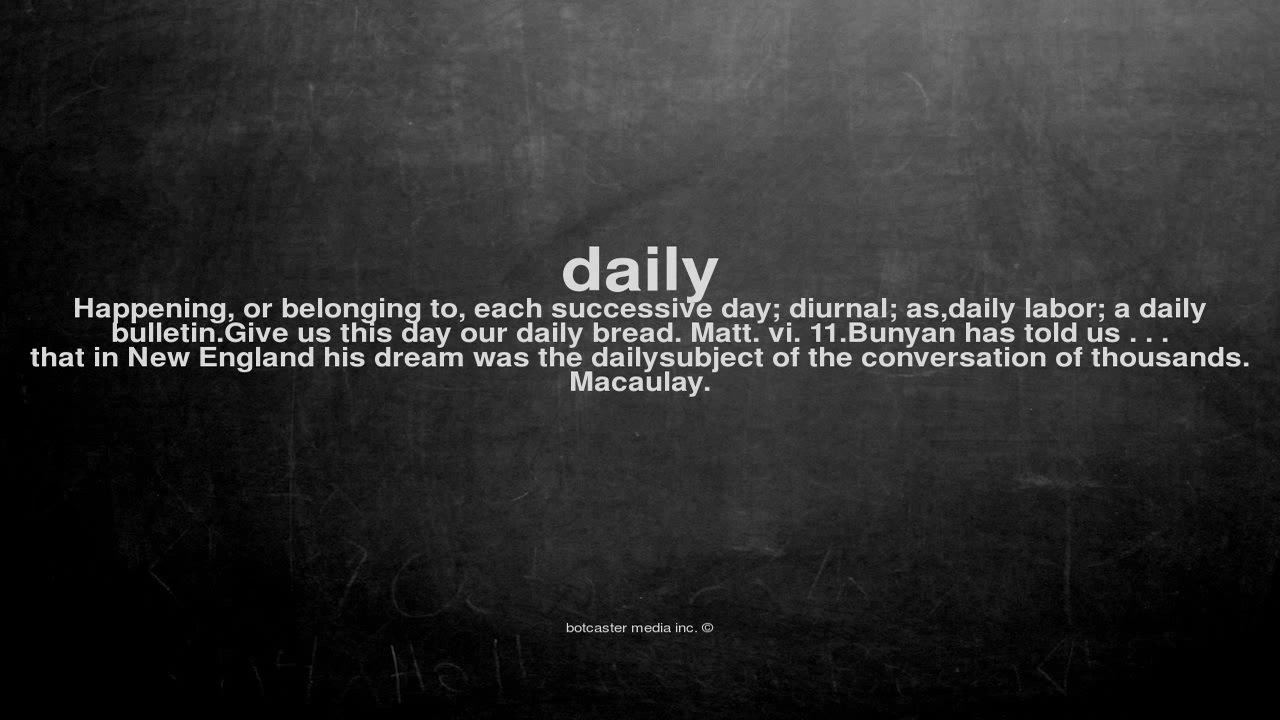 daily
Happening, or belonging to, each successive day; diurnal; as,daily labor; a daily
bulletin.Give us this day our daily bread. Matt. vi. 11.Bunyan has told us . . .
that in New England his dream was the dailysubject of the conversation of thousands.
Macaulay.
botcaster media inc. ©